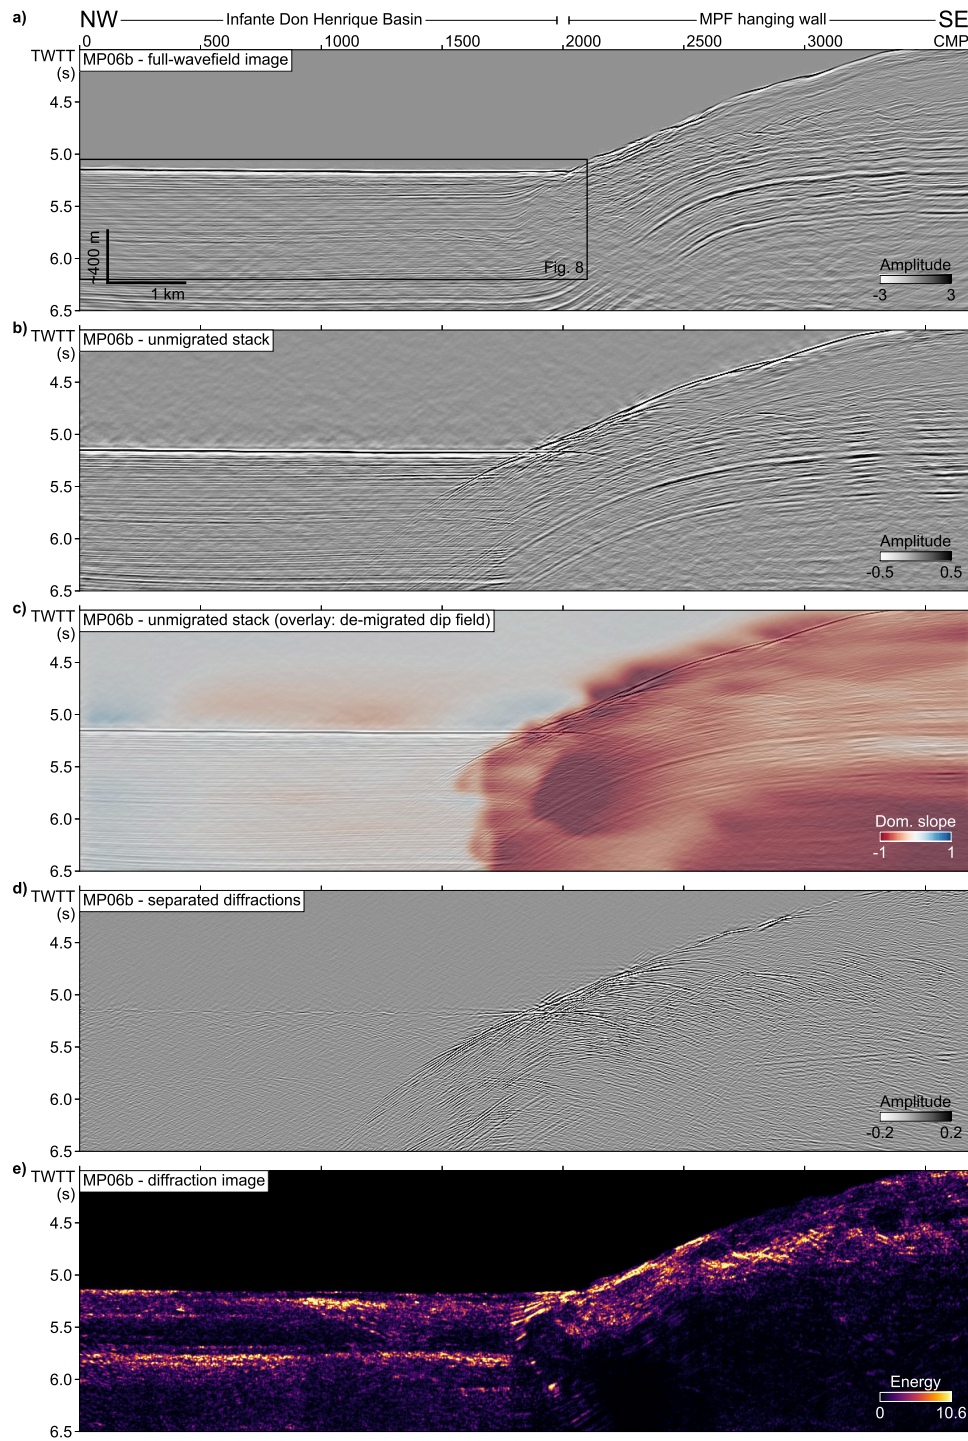 a) NW Infante Don Henrique Basin MPF hanging wall SE
0 500 1000 1500 2000 2500 3000 CMP
TWTT
(s)
MP06b - full-wavefield image
4.5
5.0
5.5
6.0
6.5
~400 m
1 km
Fig. 8
Amplitude
-3 3
b) TWTT
(s)
MP06b - unmigrated stack
4.5
5.0
5.5
6.0
6.5
Amplitude
-0.5 0.5
c) TWTT
(s)
MP06b - unmigrated stack (overlay: de-migrated dip field)
4.5
5.0
5.5
6.0
6.5
Dom. slope
-1 1
d) TWTT
(s)
MP06b - separated diffractions
4.5
5.0
5.5
6.0
6.5
Amplitude
-0.2 0.2
e) TWTT
(s)
MP06b - diffraction image
4.5
5.0
5.5
6.0
6.5
Energy
0 10.6